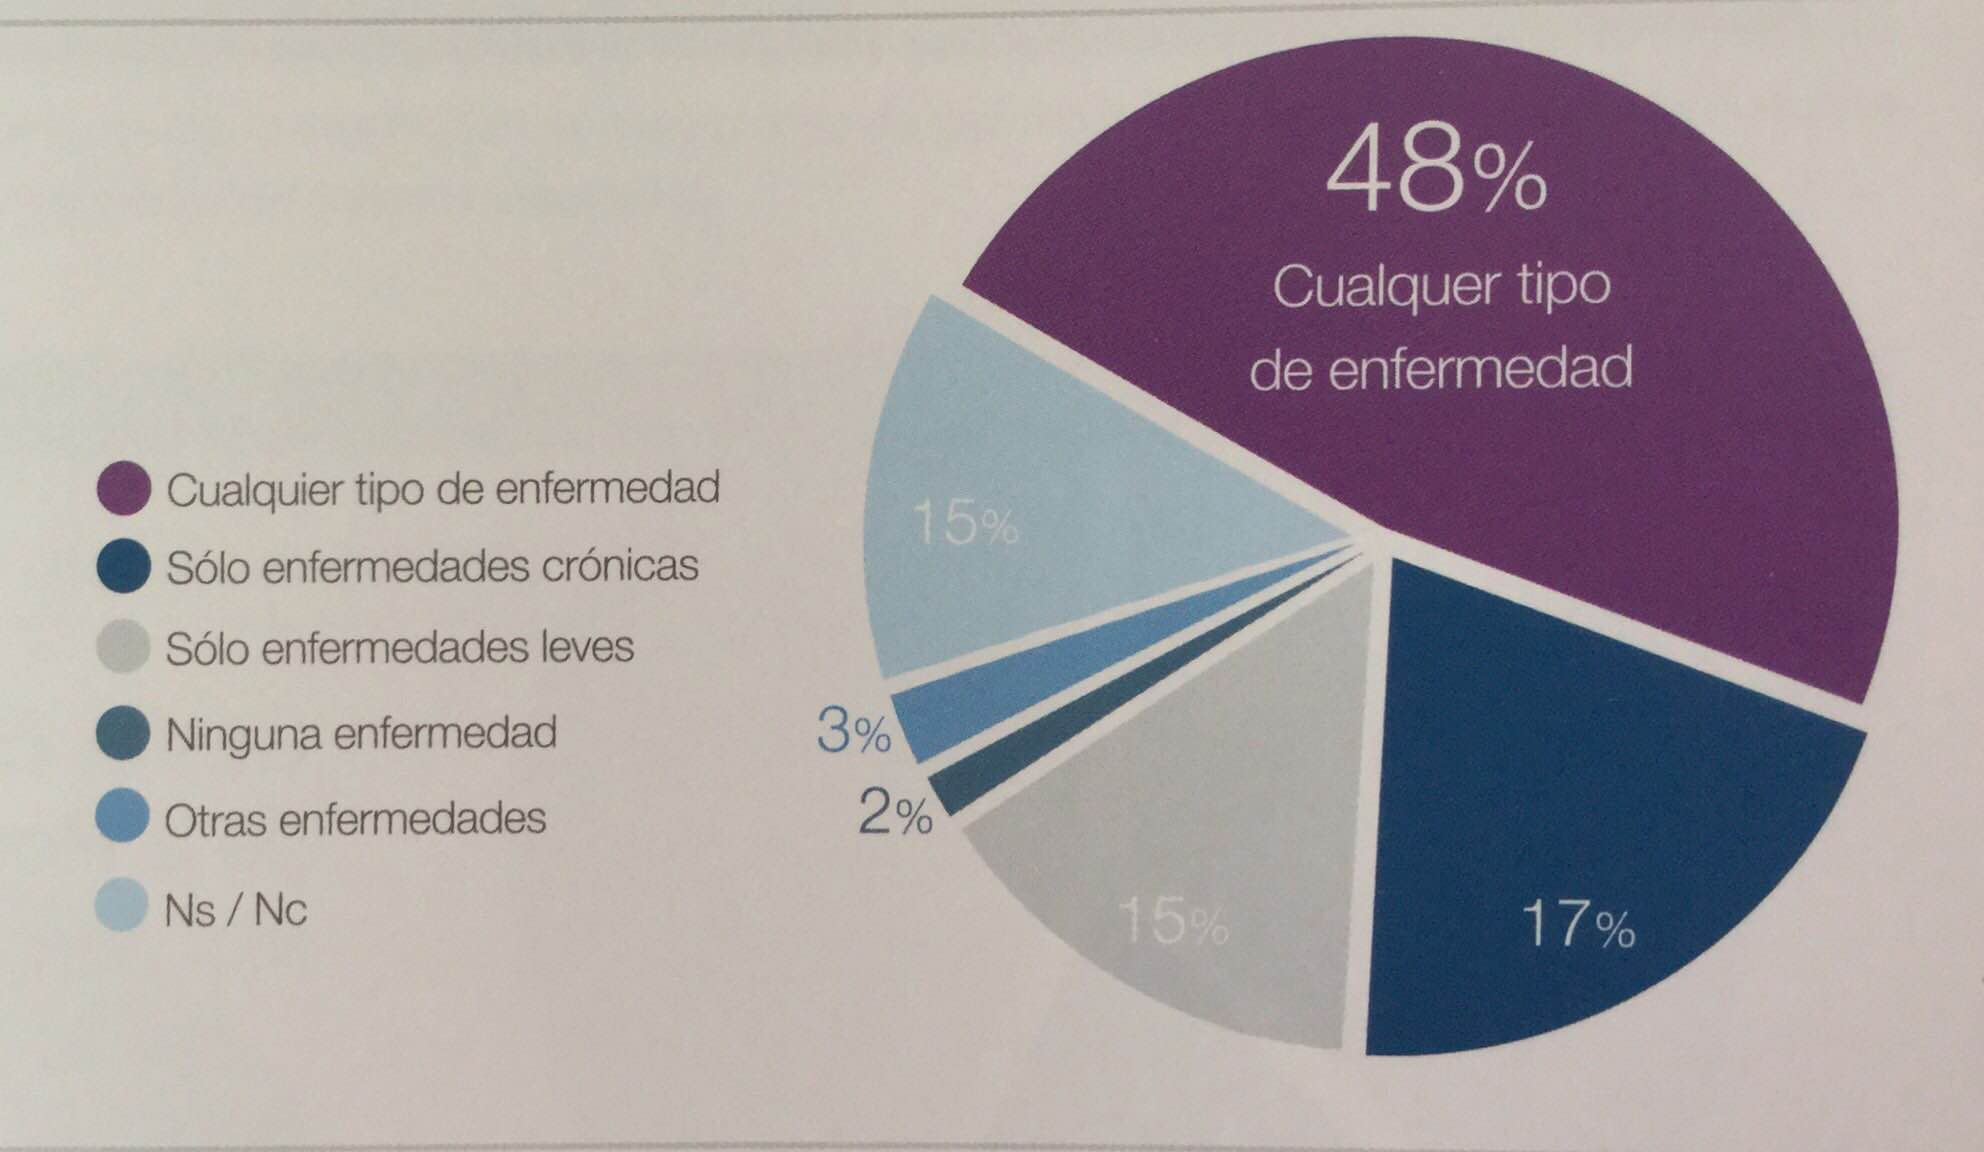 48%
Cualquer tipo
de enfermedad
Cualquier tipo de enfermedad
Sólo enfermedades crónicas
Sólo enfermedades leves
Ninguna enfermedad
Otras enfermedades
Ns / Nc
15%
3%
2%
15%
17%